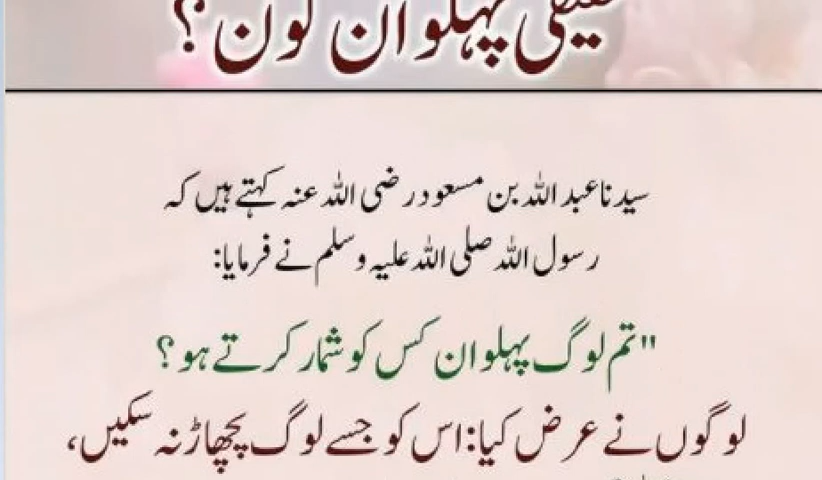 حقیقی پہلوان کون؟
سیدنا عبد اللہ بن مسعود رضی اللہ عنہ کہتے ہیں کہ
رسول اللہ صلی اللہ علیہ وسلم نے فرمایا:
"تم لوگ پہلوان کس کو شمار کرتے ہو؟
لوگوں نے عرض کیا: اس کو جسے لوگ پچھاڑ نہ سکیں،